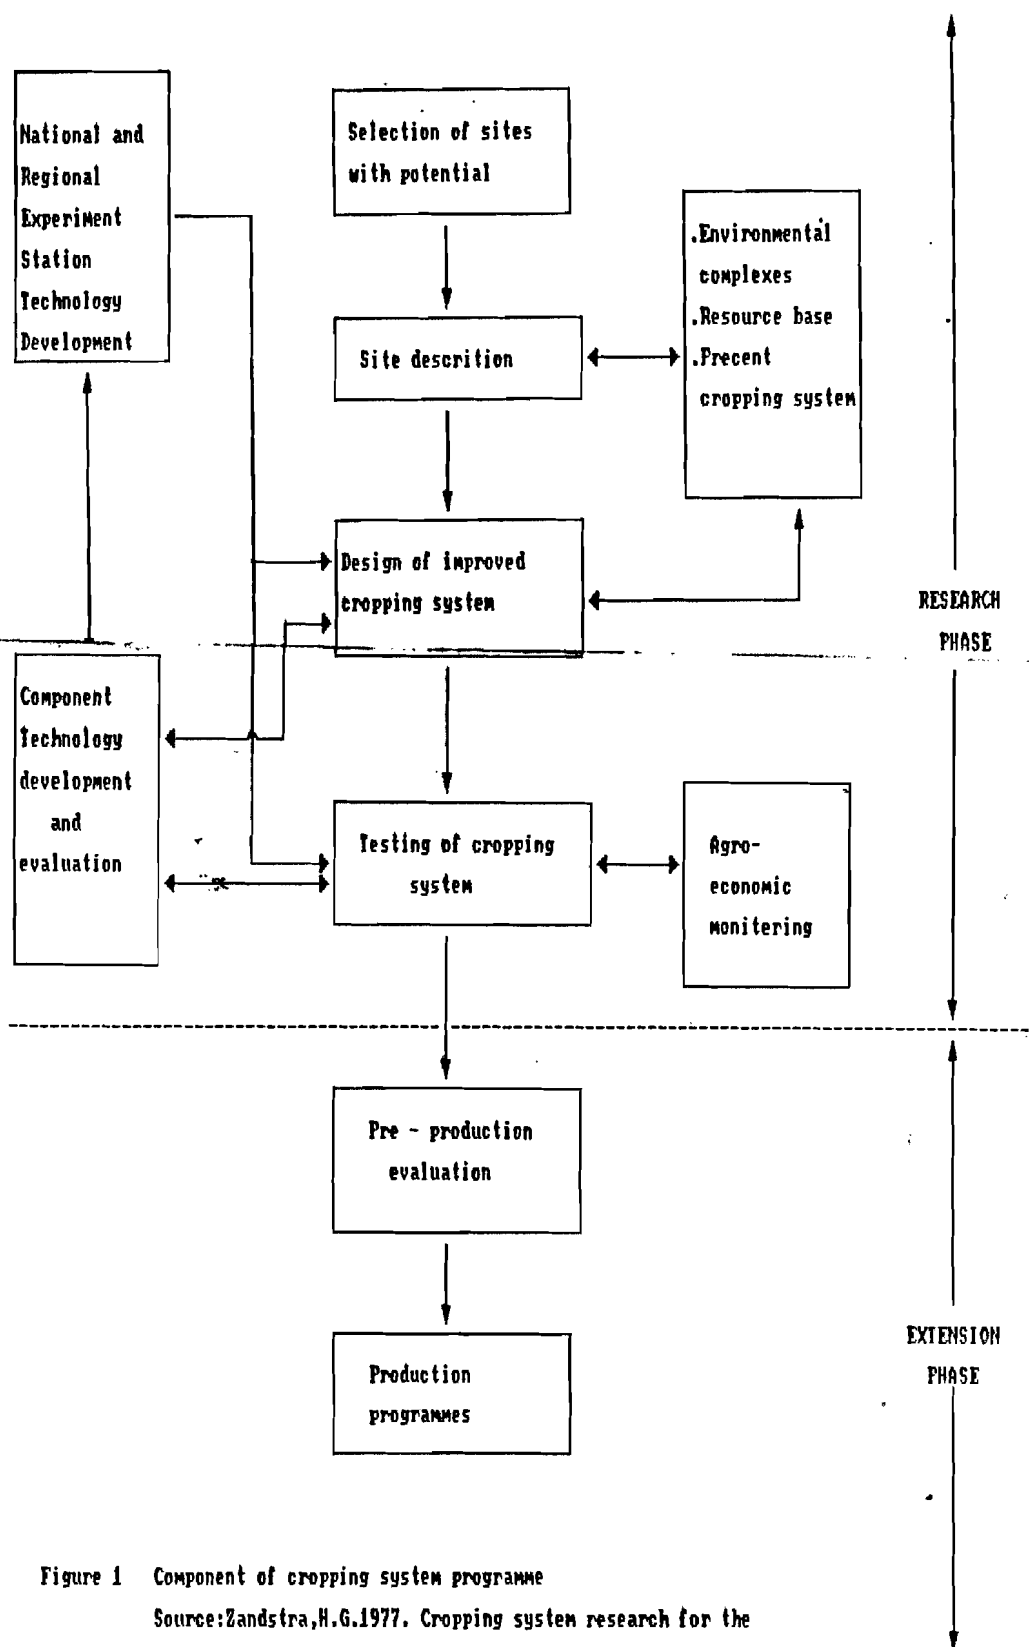 National and
Regional
Experiment
Station
Technology
Development
Selection of sites
with potential
.Environmental
complexes
.Resource base
.Precent
cropping system
Site descrition
Design of improved
cropping system
RESEARCH
PHASE
Component
Technology
development
and
evaluation
Testing of cropping
system
Agro-
economic
monitering
Pre - production
evaluation
EXTENSION
PHASE
Production
programmes
Figure 1 Component of cropping system programme
Source:Zandstra,H.G.1977. Cropping system research for the